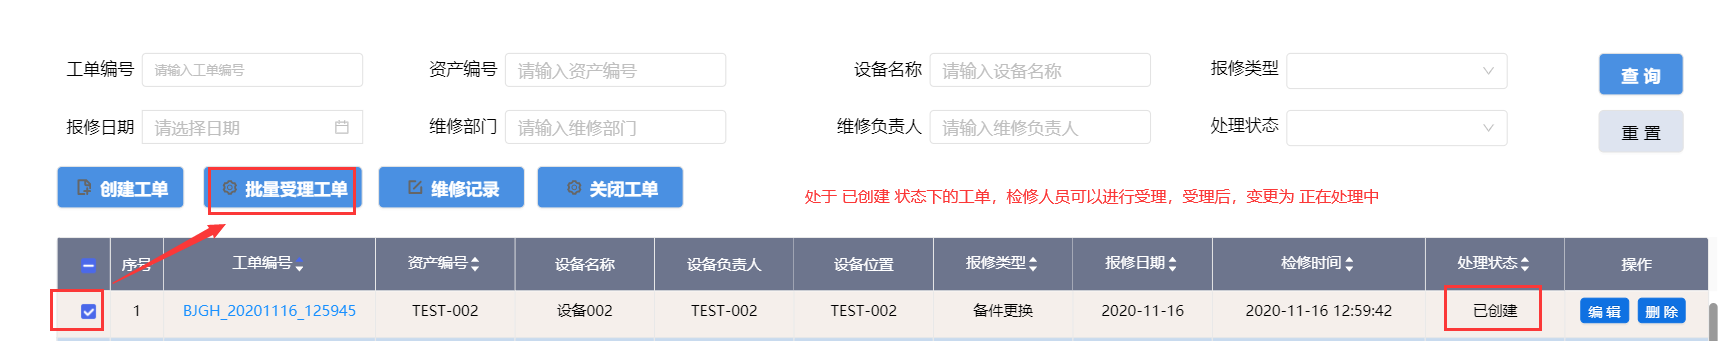 工单编号 请输入工单编号 资产编号 请输入资产编号 设备名称 请输入设备名称 报修类型 查 询
报修日期 请选择日期 维修部门 请输入维修部门 维修负责人 请输入维修负责人 处理状态 重 置
创建工单 批量受理工单 维修记录 关闭工单 处于 已创建 状态下的工单，检修人员可以进行受理，受理后，变更为 正在处理中
序号 工单编号 资产编号 设备名称 设备负责人 设备位置 报修类型 报修日期 检修时间 处理状态 操作
1 BJGH_20201116_125945 TEST-002 设备002 TEST-002 TEST-002 备件更换 2020-11-16 2020-11-16 12:59:42 已创建 编 辑 删 除